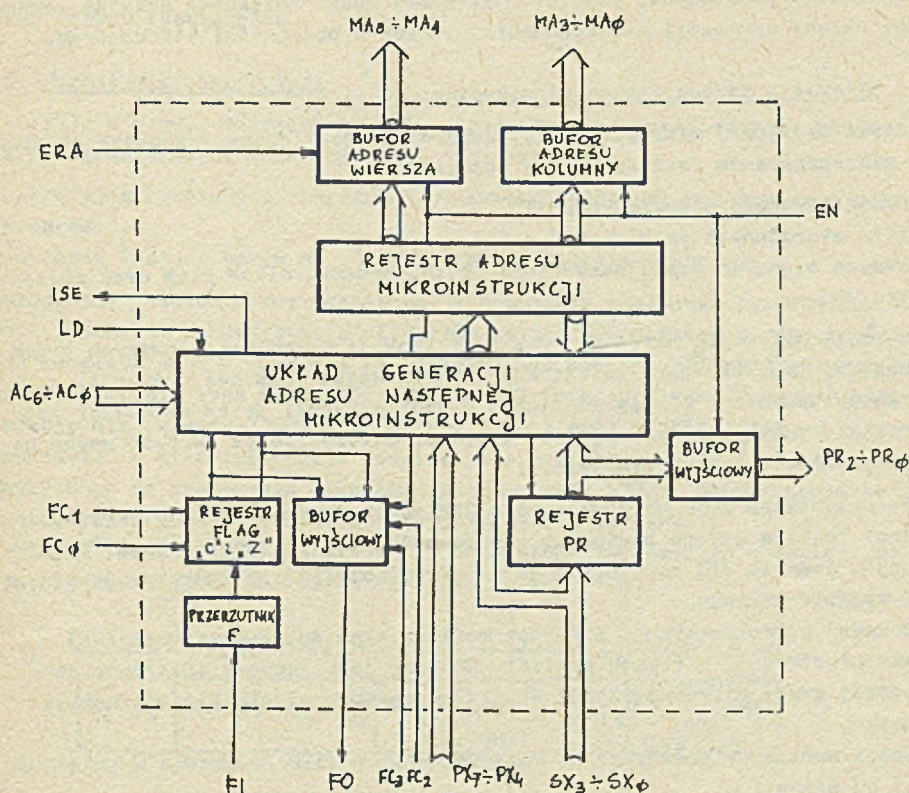 MA8÷MA4
MA3÷MAφ
ERA
BUFOR
ADRESU
WIERSZA
BUFOR
ADRESU
KOLUMNY
EN
REJESTR ADRESU
MIKROINSTRUKCJI
ISE
LD
AC6÷ACφ
UKŁAD GENERACJI
ADRESU NASTĘPNEJ
MIKROINSTRUKCJI
BUFOR
WYJŚCIOWY
PR2÷PRφ
FC1
FCφ
REJESTR
FLAG
„C" i „Z"
BUFOR
WYJŚCIOWY
REJESTR
PR
PRZERZUTNIK
F
FI
FO
FC3
FC2
PX7÷PX4
SX3÷SXφ